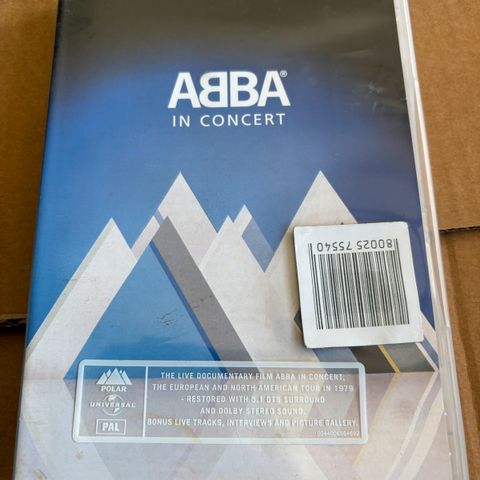 ABBA®
IN CONCERT
80025 75540
POLAR
UNIVERSAL
PAL
THE LIVE DOCUMENTARY FILM ABBA IN CONCERT,
THE EUROPEAN AND NORTH AMERICAN TOUR IN 1979
- RESTORED WITH 5.1 DTS SURROUND
AND DOLBY STEREO SOUND.
BONUS LIVE TRACKS, INTERVIEWS AND PICTURE GALLERY.